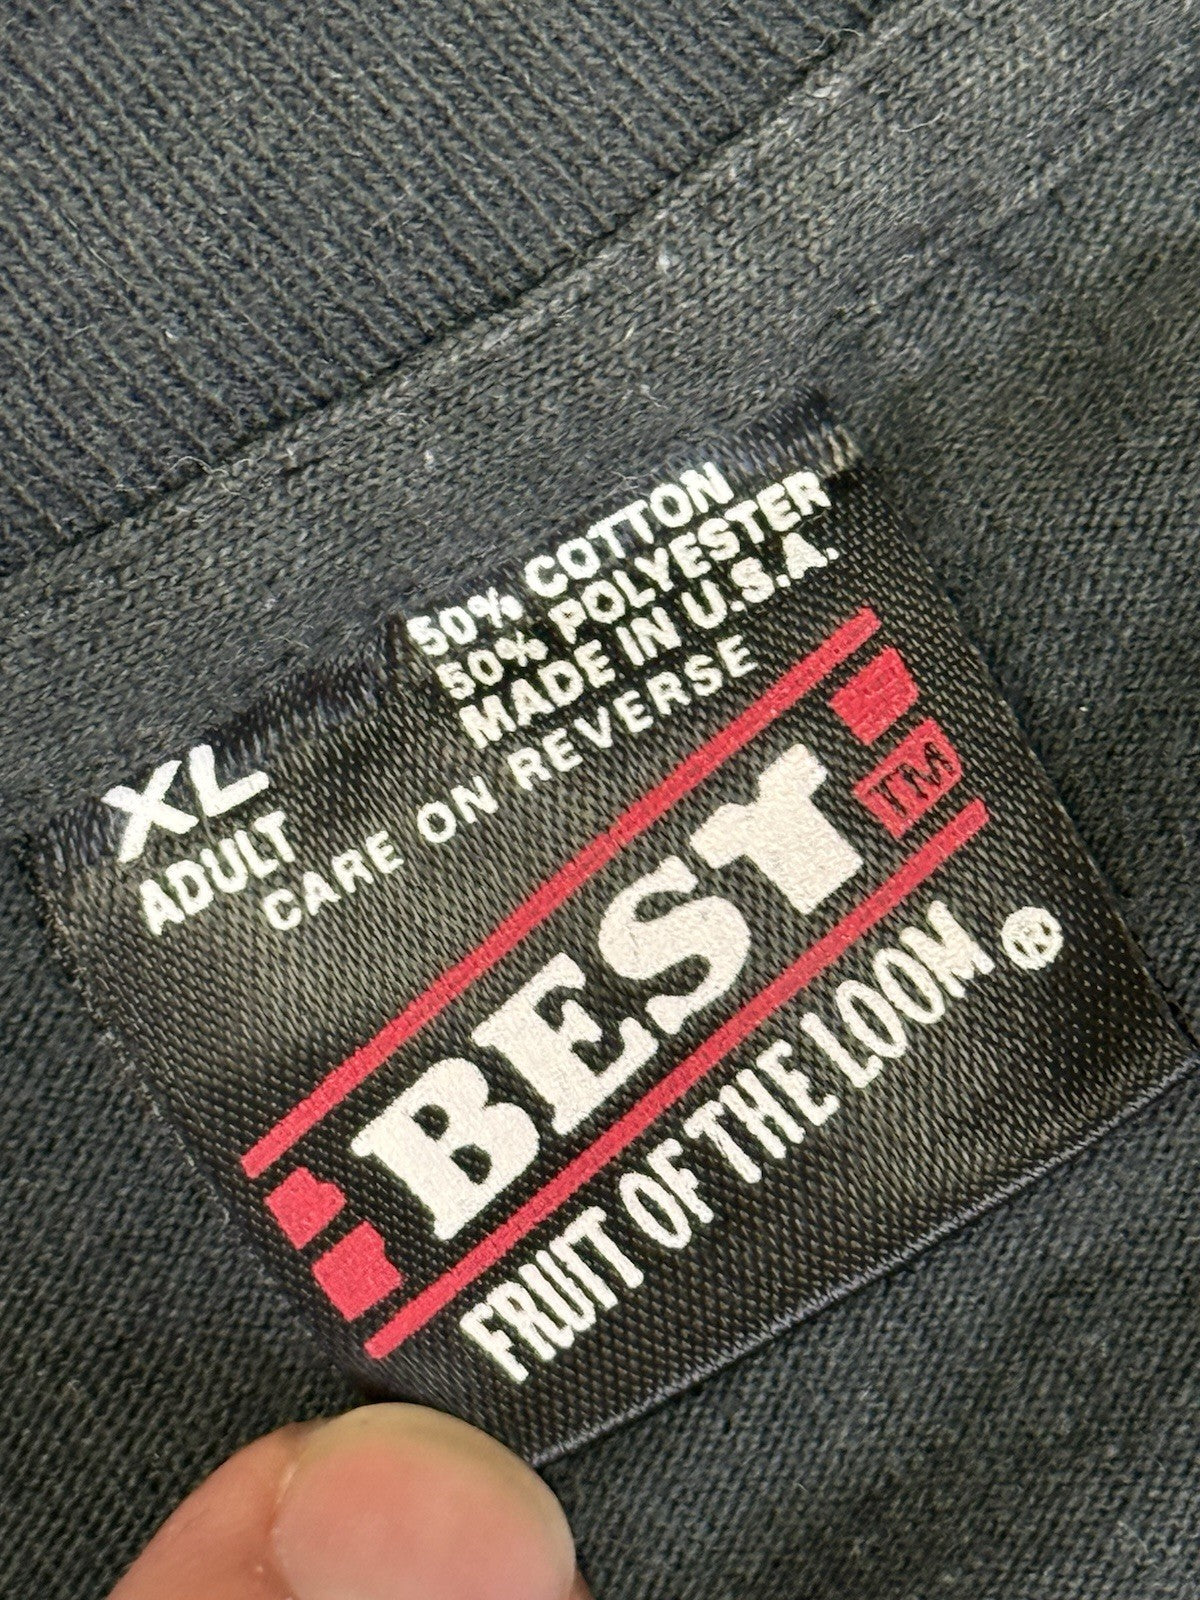 50% COTTON
50% POLYESTER
MADE IN U.S.A.
XL
ADULT
CARE ON REVERSE
BEST TM
FRUIT OF THE LOOM ®